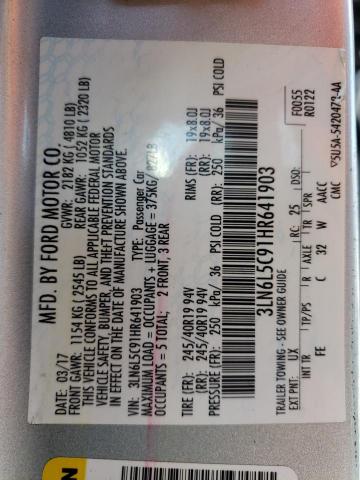 MFD. BY FORD MOTOR CO.
DATE: 03/17 GVWR: 2182 KG ( 4810 LB)
FRONT GAWR: 1154 KG ( 2545 LB) REAR GAWR: 1052 KG ( 2320 LB)
THIS VEHICLE CONFORMS TO ALL APPLICABLE FEDERAL MOTOR
VEHICLE SAFETY, BUMPER, AND THEFT PREVENTION STANDARDS
IN EFFECT ON THE DATE OF MANUFACTURE SHOWN ABOVE.
VIN: 3LN6L5C91HR641903 TYPE: Passenger Car
MAXIMUM LOAD = OCCUPANTS + LUGGAGE = 375KG/ 827LB
OCCUPANTS = 5 TOTAL: 2 FRONT, 3 REAR
TIRE (FR): 245/40R19 94V RIMS (FR): 19x8.0J
(RR): 245/40R19 94V (RR): 19x8.0J
PRESSURE (FR): 250 kPa/ 36 PSI COLD (RR): 250 kPa/ 36 PSI COLD
3LN6L5C91HR641903
F0055
R0122
TRAILER TOWING - SEE OWNER GUIDE
EXT PNT: UX RC: 25 DSO:
INT TR TP/PS R AXLE TR
FE C 32 W AACC
CMC